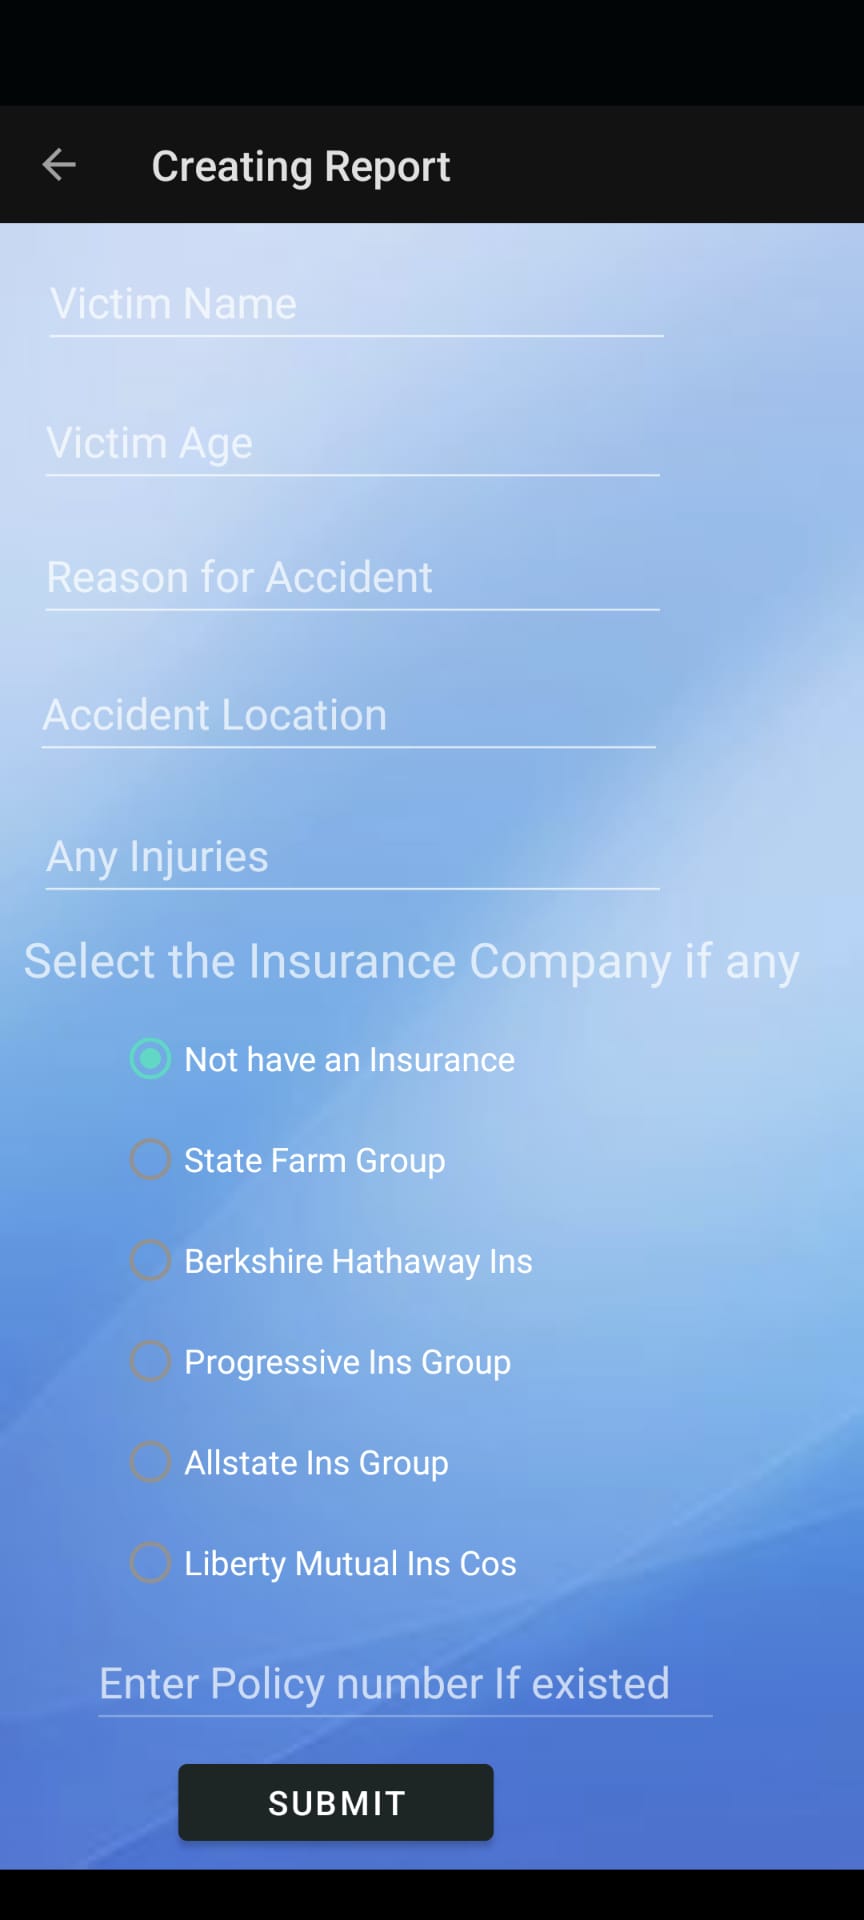 Creating Report
Victim Name
Victim Age
Reason for Accident
Accident Location
Any Injuries
Select the Insurance Company if any
Not have an Insurance
State Farm Group
Berkshire Hathaway Ins
Progressive Ins Group
Allstate Ins Group
Liberty Mutual Ins Cos
Enter Policy number If existed
SUBMIT